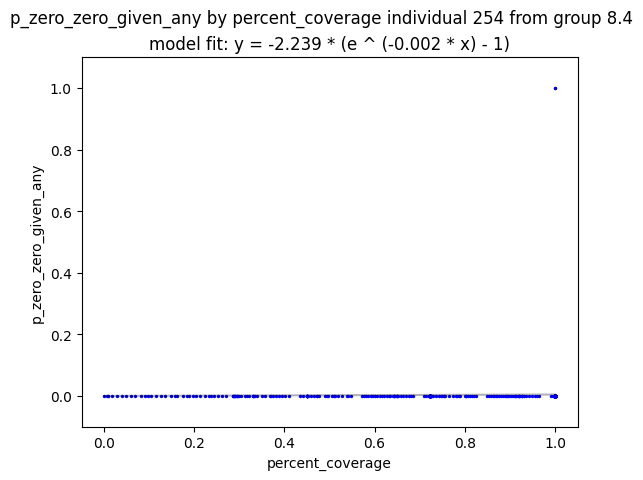 p_zero_zero_given_any by percent_coverage individual 254 from group 8.4
model fit: y = -2.239 * (e ^ (-0.002 * x) - 1)
p_zero_zero_given_any
1.0
0.8
0.6
0.4
0.2
0.0
0.0 0.2 0.4 0.6 0.8 1.0
percent_coverage